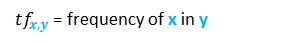 tfx,y = frequency of x in y